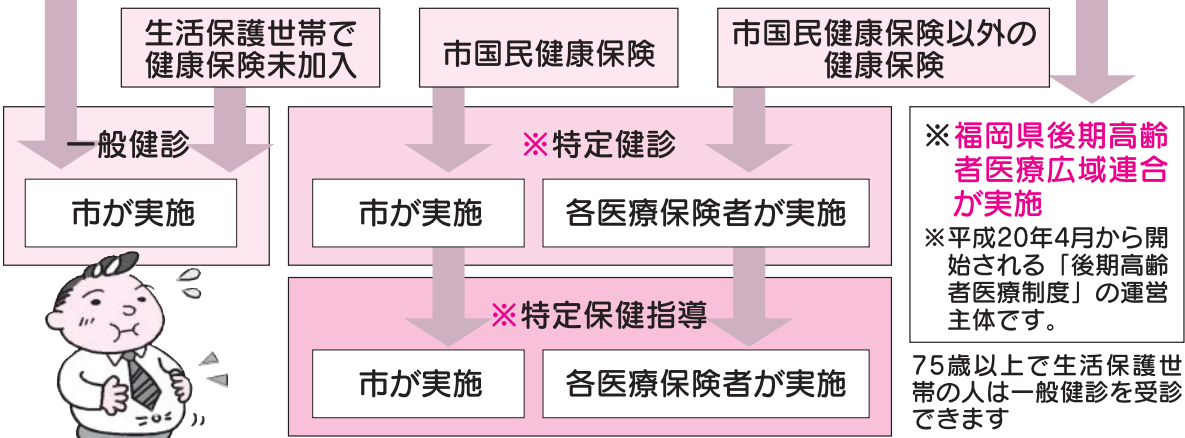 生活保護世帯で
健康保険未加入
市国民健康保険
市国民健康保険以外の
健康保険
一般健診
市が実施
※特定健診
市が実施
各医療保険者が実施
※特定保健指導
市が実施
各医療保険者が実施
※福岡県後期高齢
者医療広域連合
が実施
※平成20年4月から開
始される「後期高齢
者医療制度」の運営
主体です。
75歳以上で生活保護世
帯の人は一般健診を受診
できます